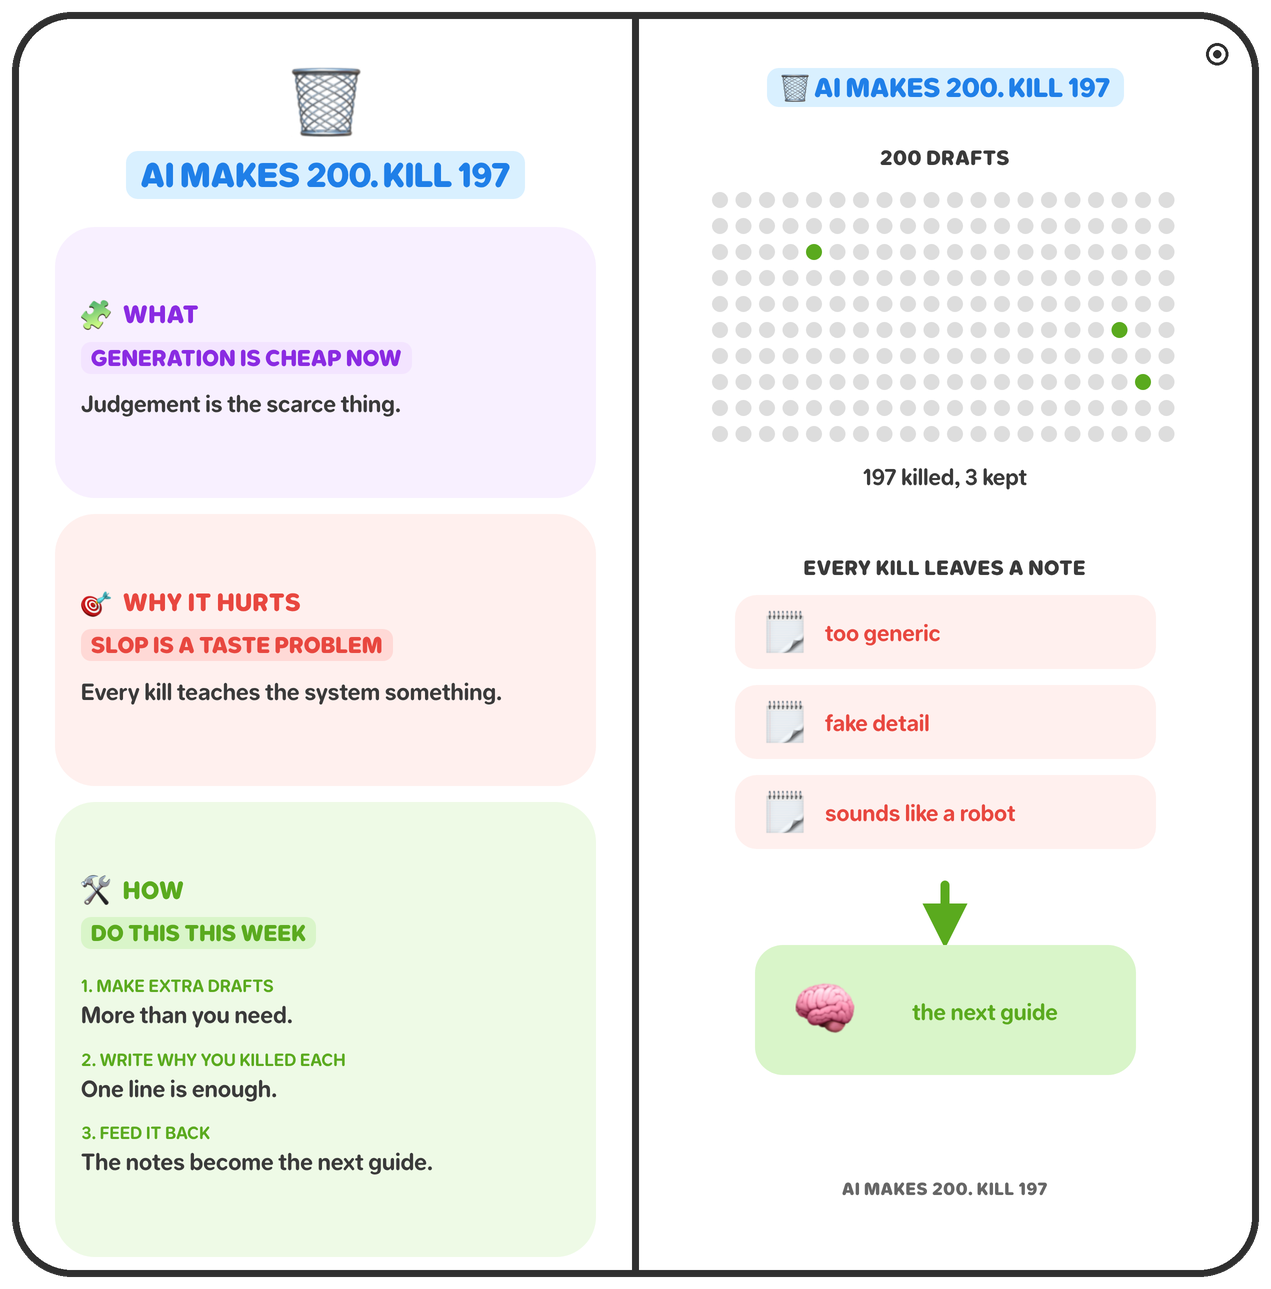 AI MAKES 200. KILL 197
WHAT
GENERATION IS CHEAP NOW
Judgement is the scarce thing.
WHY IT HURTS
SLOP IS A TASTE PROBLEM
Every kill teaches the system something.
HOW
DO THIS THIS WEEK
1. MAKE EXTRA DRAFTS
More than you need.
2. WRITE WHY YOU KILLED EACH
One line is enough.
3. FEED IT BACK
The notes become the next guide.
AI MAKES 200. KILL 197
200 DRAFTS
197 killed, 3 kept
EVERY KILL LEAVES A NOTE
too generic
fake detail
sounds like a robot
the next guide
AI MAKES 200. KILL 197